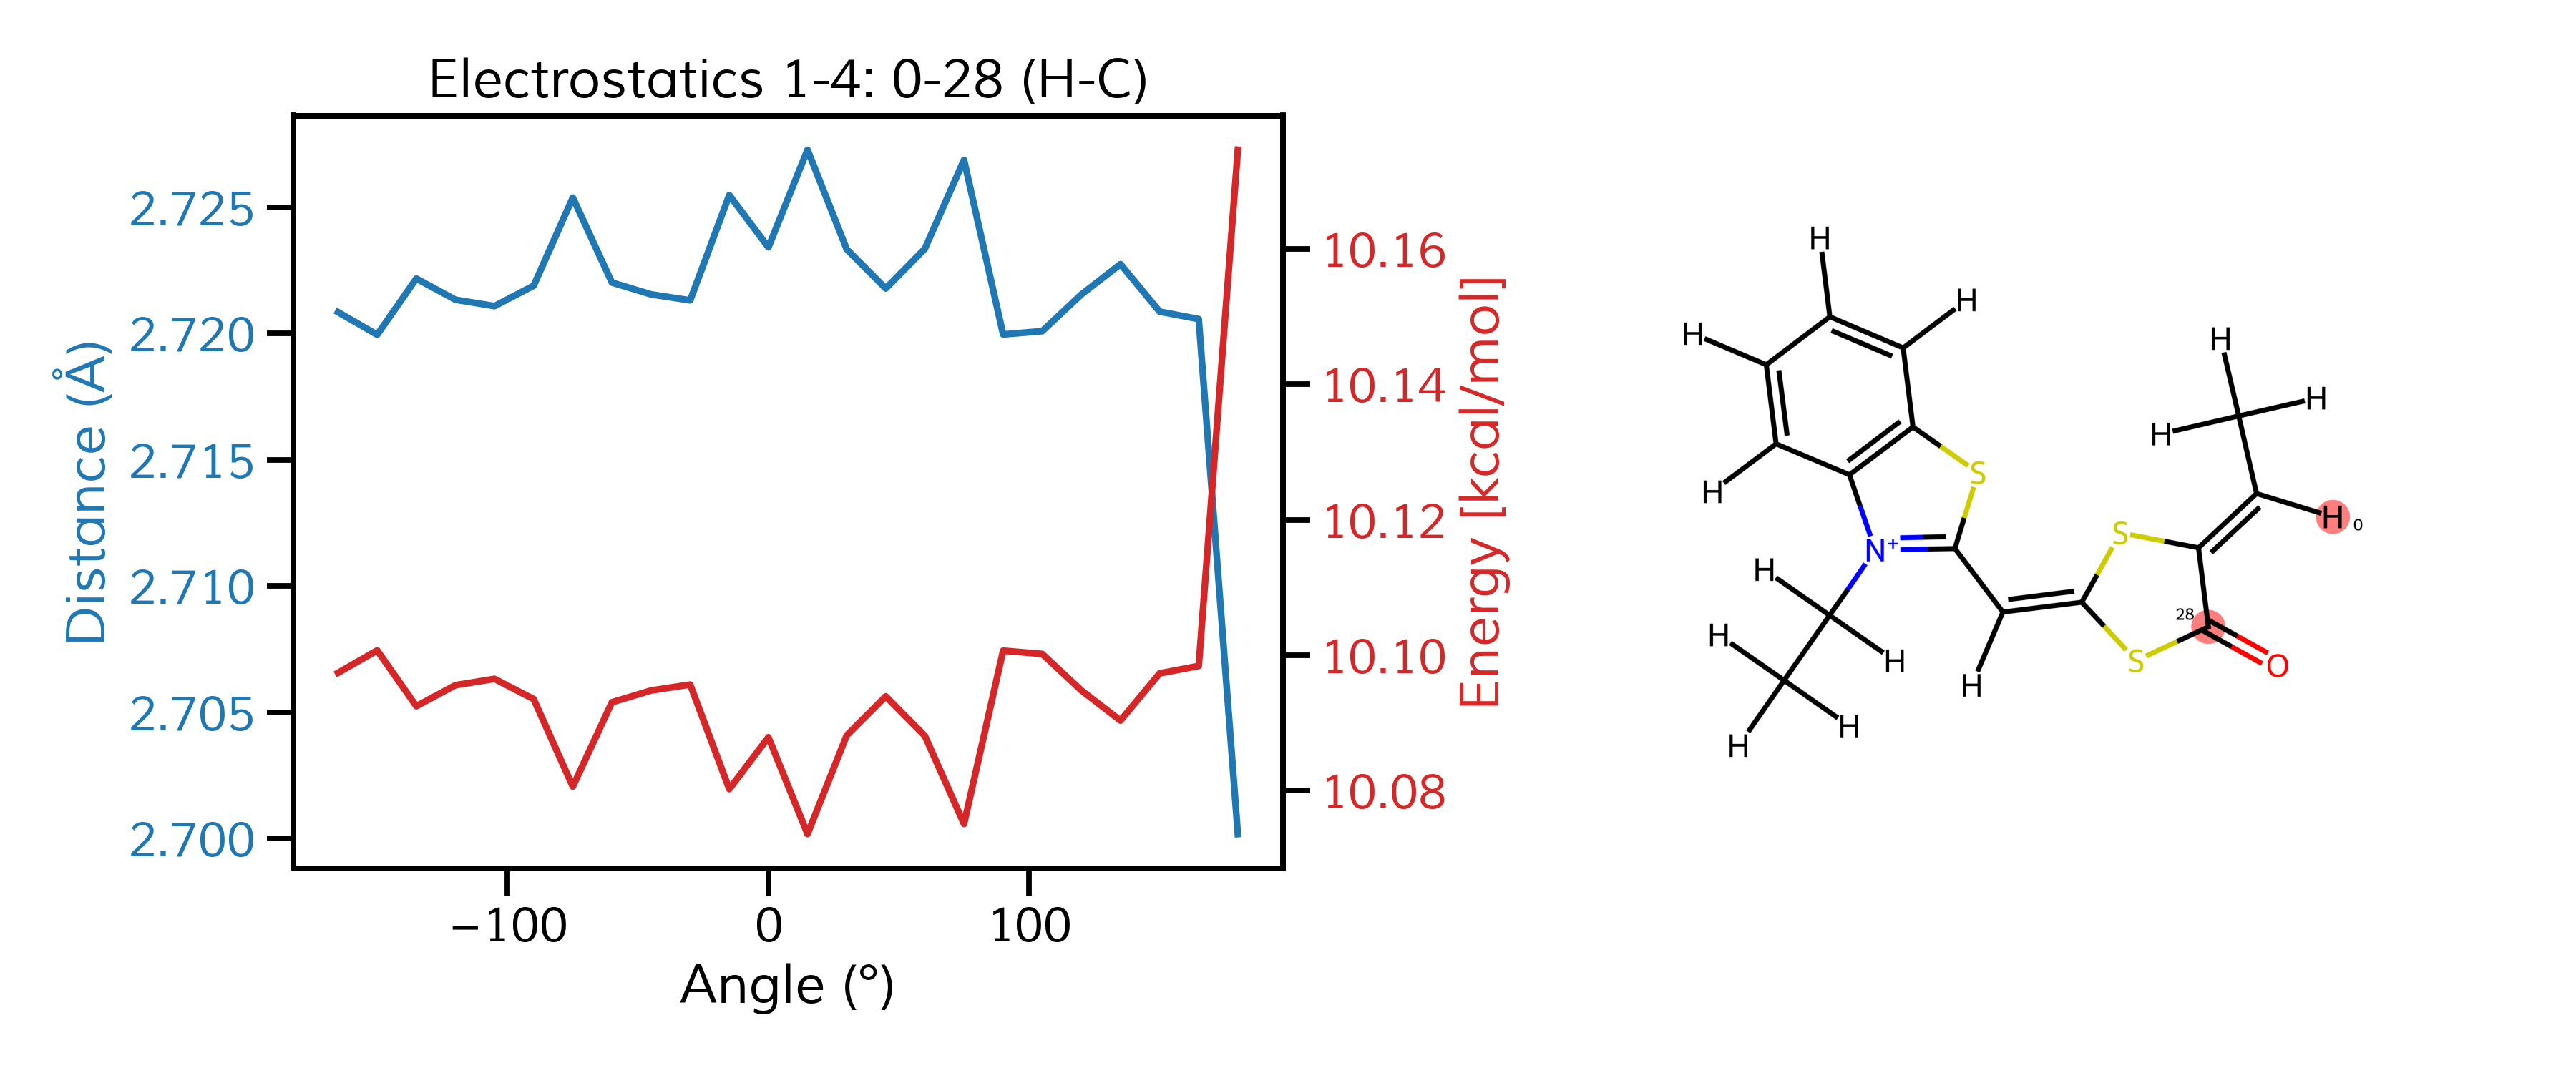 Electrostatics 1-4: 0-28 (H-C)
2.725
2.720
2.715
2.710
2.705
2.700
Distance (Å)
−100
0
100
Angle (°)
10.16
10.14
10.12
10.10
10.08
Energy [kcal/mol]
H
H
H
H
H
H
H
S
H
H 0
S
N+
H
28
H
H
S
O
H
H
H